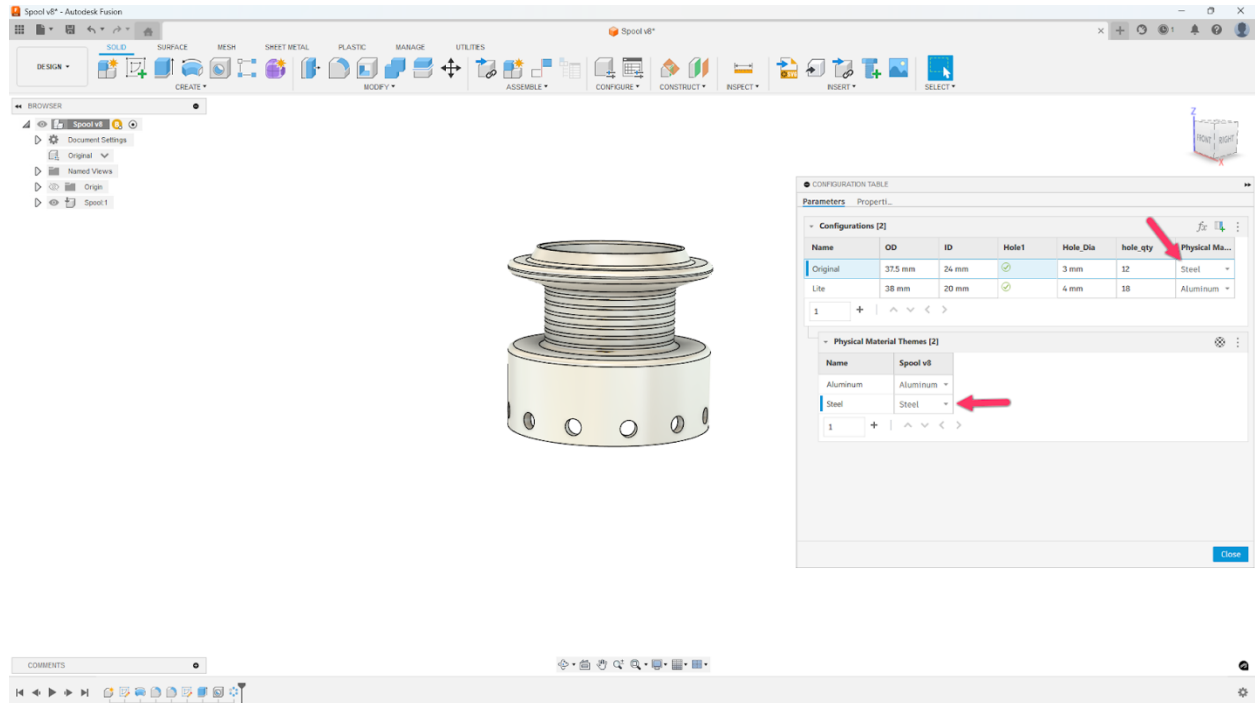 Spool v8* - Autodesk Fusion
Spool v8*
1
SOLID SURFACE MESH SHEET METAL PLASTIC MANAGE UTILITIES
DESIGN
CREATE MODIFY ASSEMBLE CONFIGURE CONSTRUCT INSPECT INSERT SELECT
BROWSER
Spool v8
Document Settings
Original
Named Views
Origin
Spool:1
Z
FRONT RIGHT
X
CONFIGURATION TABLE
Parameters Properti...
Configurations [2]
fx
Name OD ID Hole1 Hole_Dia hole_qty Physical Ma...
Original 37.5 mm 24 mm 3 mm 12 Steel
Lite 38 mm 20 mm 4 mm 18 Aluminum
1 +
Physical Material Themes [2]
Name Spool v8
Aluminum Aluminum
Steel Steel
1 +
Close
COMMENTS